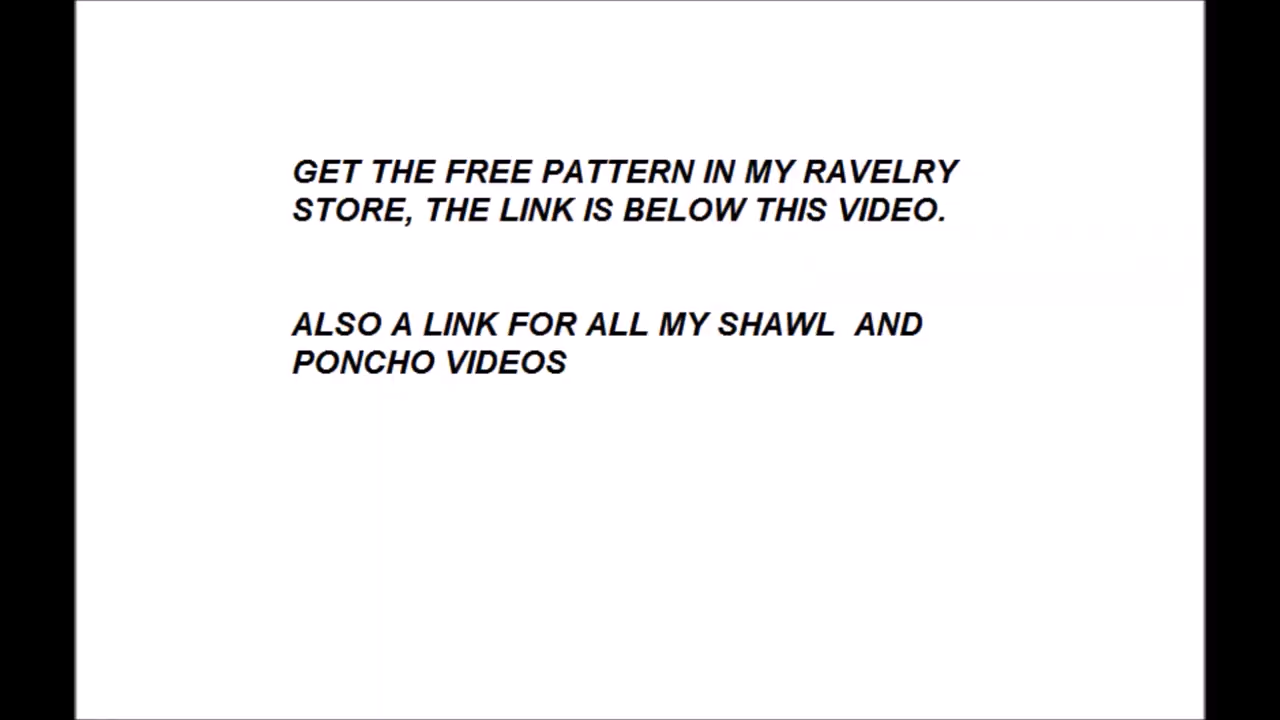 GET THE FREE PATTERN IN MY RAVELRY
STORE, THE LINK IS BELOW THIS VIDEO.
ALSO A LINK FOR ALL MY SHAWL  AND
PONCHO VIDEOS